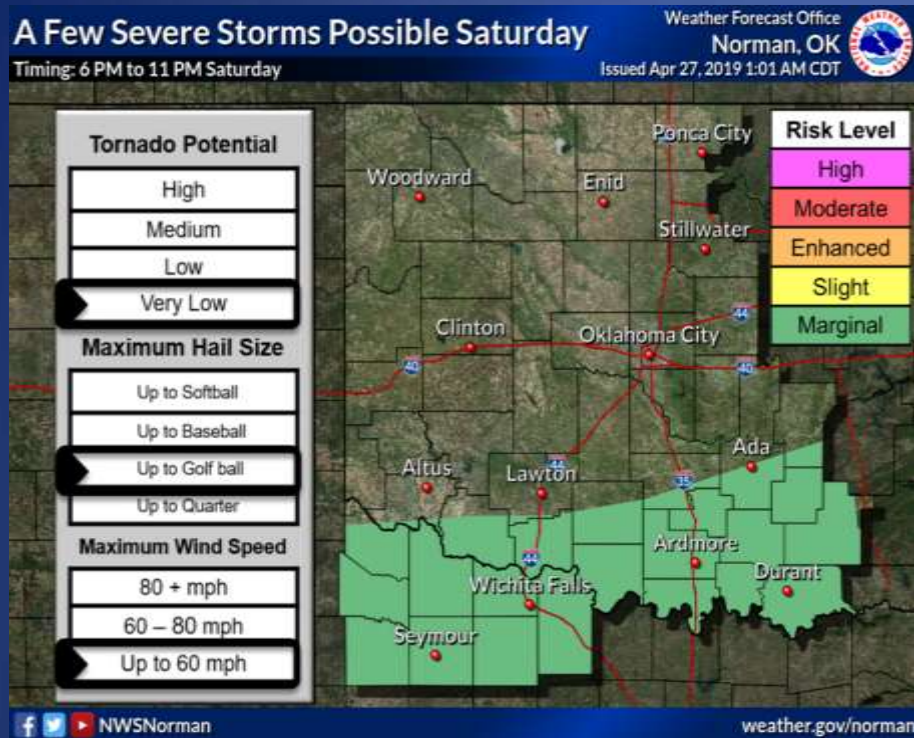 A Few Severe Storms Possible Saturday
Timing: 6 PM to 11 PM Saturday
Weather Forecast Office
Norman, OK
Issued Apr 27, 2019 1:01 AM CDT
Tornado Potential
High
Medium
Low
Very Low
Maximum Hail Size
Up to Softball
Up to Baseball
Up to Golf ball
Up to Quarter
Maximum Wind Speed
80 + mph
60 – 80 mph
Up to 60 mph
Risk Level
High
Moderate
Enhanced
Slight
Marginal
Ponca City
Woodward
Enid
Stillwater
44
Clinton
Oklahoma City
40
40
Ada
Altus
44
Lawton
35
Ardmore
44
Durant
Wichita Falls
Seymour
NWSNorman
weather.gov/norman